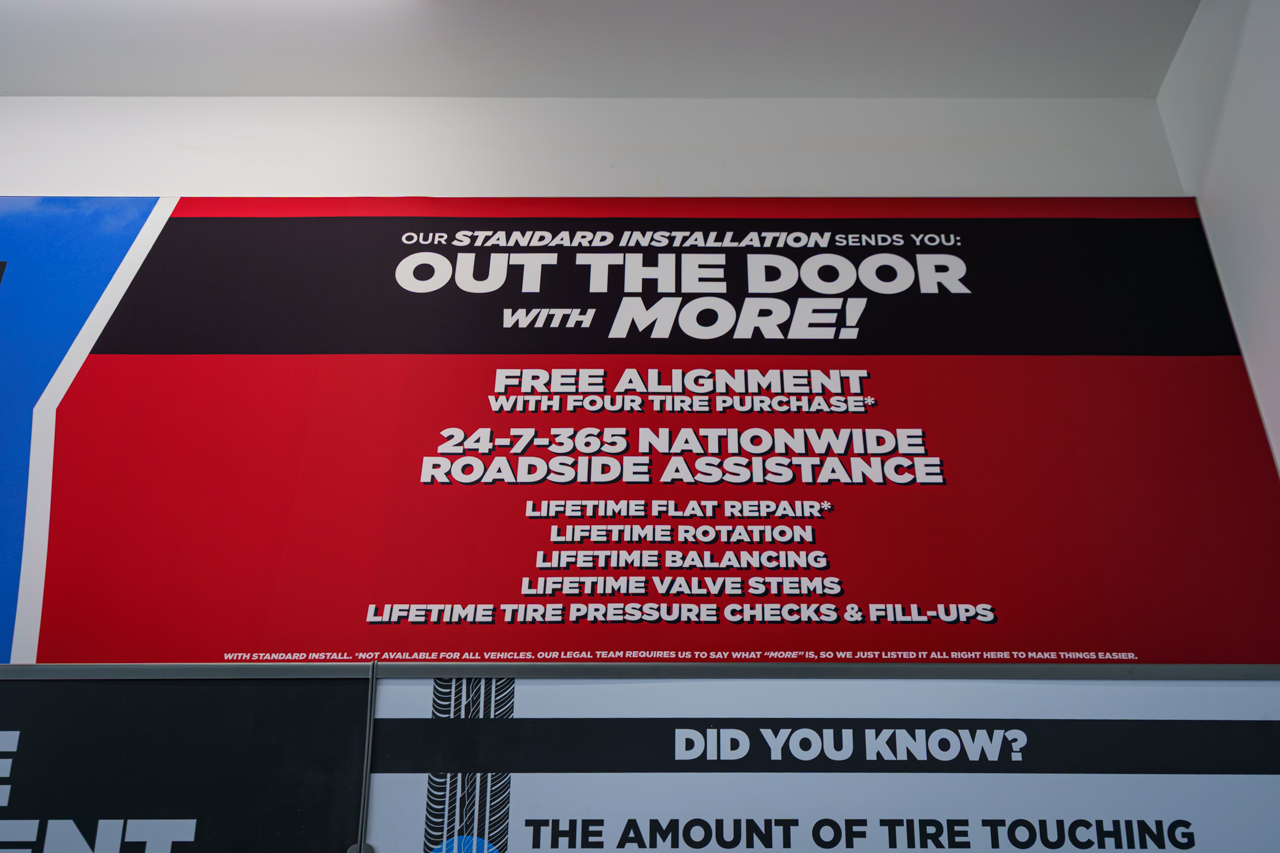 OUR STANDARD INSTALLATION SENDS YOU:
OUT THE DOOR
WITH MORE!
FREE ALIGNMENT
WITH FOUR TIRE PURCHASE*
24-7-365 NATIONWIDE
ROADSIDE ASSISTANCE
LIFETIME FLAT REPAIR*
LIFETIME ROTATION
LIFETIME BALANCING
LIFETIME VALVE STEMS
LIFETIME TIRE PRESSURE CHECKS & FILL-UPS
WITH STANDARD INSTALL. *NOT AVAILABLE FOR ALL VEHICLES. OUR LEGAL TEAM REQUIRES US TO SAY WHAT “MORE” IS, SO WE JUST LISTED IT ALL RIGHT HERE TO MAKE THINGS EASIER.
DID YOU KNOW?
THE AMOUNT OF TIRE TOUCHING